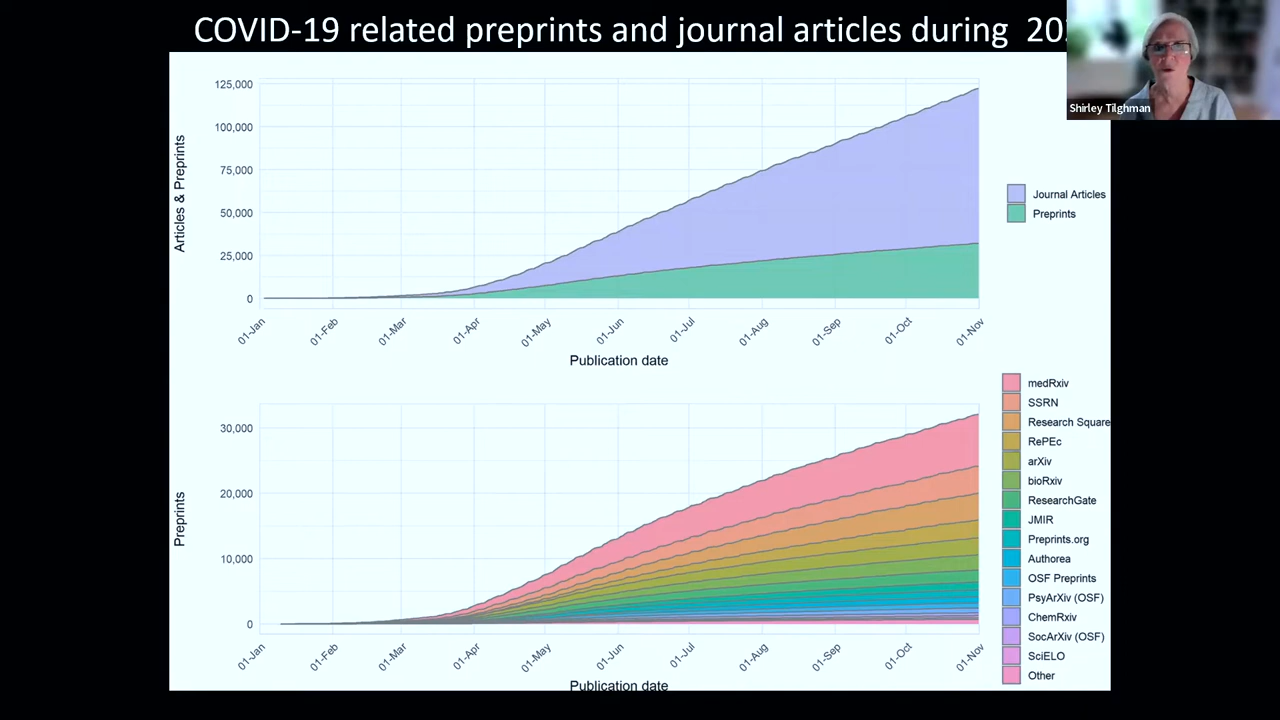 COVID-19 related preprints and journal articles during 20
Shirley Tilghman
125,000
100,000
75,000
50,000
25,000
0
Articles & Preprints
01-Jan
01-Feb
01-Mar
01-Apr
01-May
01-Jun
01-Jul
01-Aug
01-Sep
01-Oct
01-Nov
Publication date
Journal Articles
Preprints
30,000
20,000
10,000
0
Preprints
01-Jan
01-Feb
01-Mar
01-Apr
01-May
01-Jun
01-Jul
01-Aug
01-Sep
01-Oct
01-Nov
Publication date
medRxiv
SSRN
Research Square
RePEc
arXiv
bioRxiv
ResearchGate
JMIR
Preprints.org
Authorea
OSF Preprints
PsyArXiv (OSF)
ChemRxiv
SocArXiv (OSF)
SciELO
Other